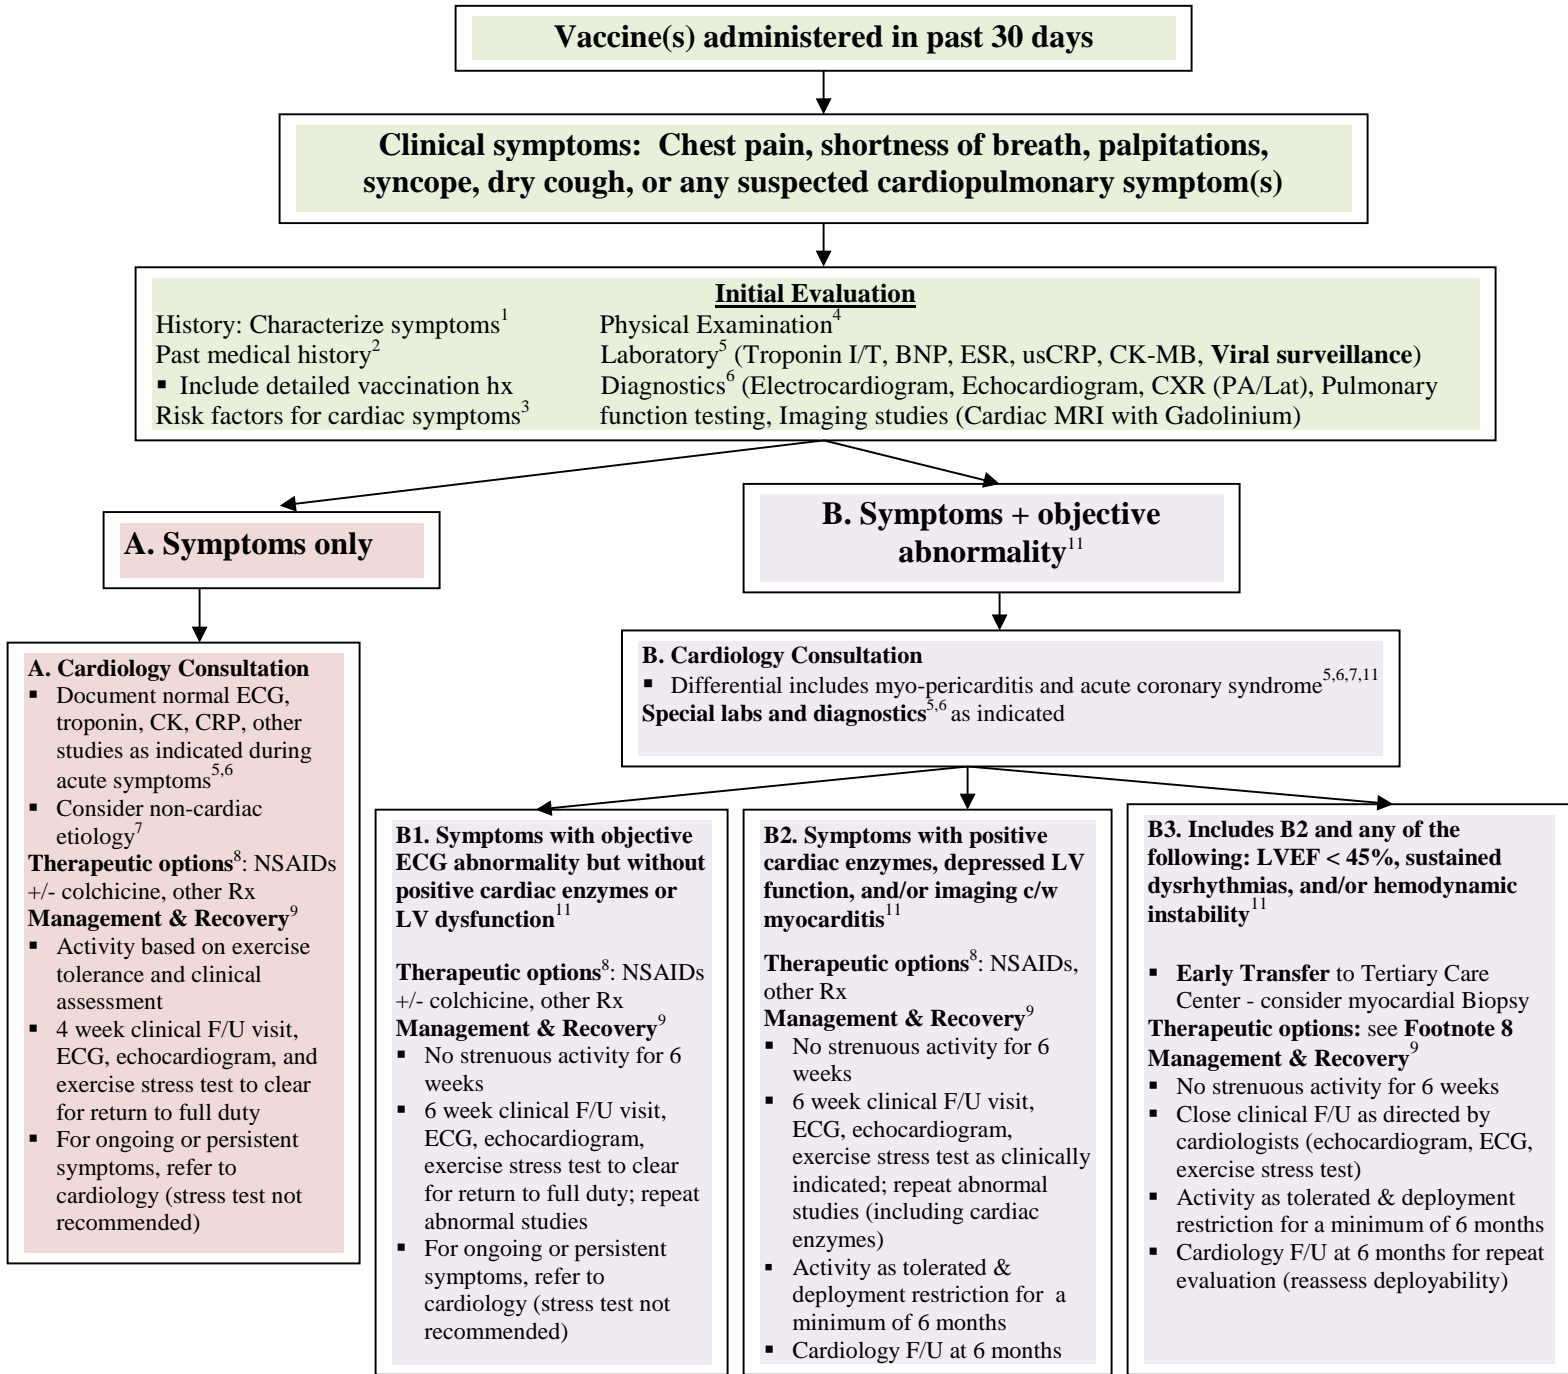 Vaccine(s) administered in past 30 days
Clinical symptoms: Chest pain, shortness of breath, palpitations,
syncope, dry cough, or any suspected cardiopulmonary symptom(s)
Initial Evaluation
History: Characterize symptoms1
Past medical history2
▪ Include detailed vaccination hx
Risk factors for cardiac symptoms3
Physical Examination4
Laboratory5 (Troponin I/T, BNP, ESR, usCRP, CK-MB, Viral surveillance)
Diagnostics6 (Electrocardiogram, Echocardiogram, CXR (PA/Lat), Pulmonary
function testing, Imaging studies (Cardiac MRI with Gadolinium)
A. Symptoms only
B. Symptoms + objective
abnormality11
A. Cardiology Consultation
▪ Document normal ECG,
troponin, CK, CRP, other
studies as indicated during
acute symptoms5,6
▪ Consider non-cardiac
etiology7
Therapeutic options8: NSAIDs
+/- colchicine, other Rx
Management & Recovery9
▪ Activity based on exercise
tolerance and clinical
assessment
▪ 4 week clinical F/U visit,
ECG, echocardiogram, and
exercise stress test to clear
for return to full duty
▪ For ongoing or persistent
symptoms, refer to
cardiology (stress test not
recommended)
B. Cardiology Consultation
▪ Differential includes myo-pericarditis and acute coronary syndrome5,6,7,11
Special labs and diagnostics5,6 as indicated
B1. Symptoms with objective
ECG abnormality but without
positive cardiac enzymes or
LV dysfunction11
Therapeutic options8: NSAIDs
+/- colchicine, other Rx
Management & Recovery9
▪ No strenuous activity for 6
weeks
▪ 6 week clinical F/U visit,
ECG, echocardiogram,
exercise stress test to clear
for return to full duty; repeat
abnormal studies
▪ For ongoing or persistent
symptoms, refer to
cardiology (stress test not
recommended)
B2. Symptoms with positive
cardiac enzymes, depressed LV
function, and/or imaging c/w
myocarditis11
Therapeutic options8: NSAIDs,
other Rx
Management & Recovery9
▪ No strenuous activity for 6
weeks
▪ 6 week clinical F/U visit,
ECG, echocardiogram,
exercise stress test as clinically
indicated; repeat abnormal
studies (including cardiac
enzymes)
▪ Activity as tolerated &
deployment restriction for a
minimum of 6 months
▪ Cardiology F/U at 6 months
B3. Includes B2 and any of the
following: LVEF < 45%, sustained
dysrhythmias, and/or hemodynamic
instability11
▪ Early Transfer to Tertiary Care
Center - consider myocardial Biopsy
Therapeutic options: see Footnote 8
Management & Recovery9
▪ No strenuous activity for 6 weeks
▪ Close clinical F/U as directed by
cardiologists (echocardiogram, ECG,
exercise stress test)
▪ Activity as tolerated & deployment
restriction for a minimum of 6 months
▪ Cardiology F/U at 6 months for repeat
evaluation (reassess deployability)